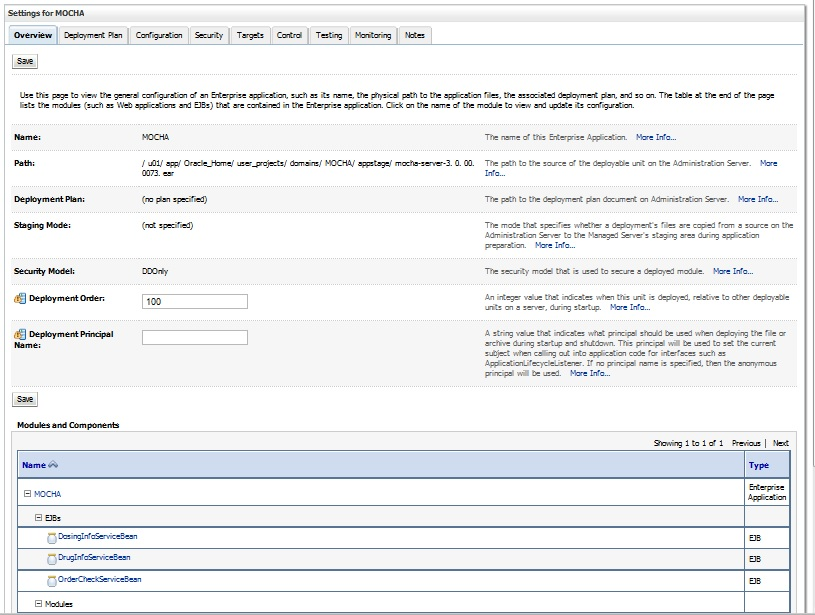 Settings for MOCHA
Overview Deployment Plan Configuration Security Targets Control Testing Monitoring Notes
Save
Use this page to view the general configuration of an Enterprise application, such as its name, the physical path to the application files, the associated deployment plan, and so on. The table at the end of the page
lists the modules (such as Web applications and EJBs) that are contained in the Enterprise application. Click on the name of the module to view and update its configuration.
Name: MOCHA The name of this Enterprise Application. More Info...
Path: / u01/ app/ Oracle_Home/ user_projects/ domains/ MOCHA/ appstage/ mocha-server-3. 0. 00. The path to the source of the deployable unit on the Administration Server. More
0073. ear Info...
Deployment Plan: (no plan specified) The path to the deployment plan document on Administration Server. More Info...
Staging Mode: (not specified) The mode that specifies whether a deployment's files are copied from a source on the
Administration Server to the Managed Server's staging area during application
preparation. More Info...
Security Model: DDOnly The security model that is used to secure a deployed module. More Info...
Deployment Order: 100 An integer value that indicates when this unit is deployed, relative to other deployable
units on a server, during startup. More Info...
Deployment Principal A string value that indicates what principal should be used when deploying the file or
Name: archive during startup and shutdown. This principal will be used to set the current
subject when calling out into application code for interfaces such as
ApplicationLifecycleListener. If no principal name is specified, then the anonymous
principal will be used. More Info...
Save
Modules and Components
Showing 1 to 1 of 1 Previous | Next
Name Type
MOCHA Enterprise
Application
EJBs
DosingInfoServiceBean EJB
DrugInfoServiceBean EJB
OrderCheckServiceBean EJB
Modules